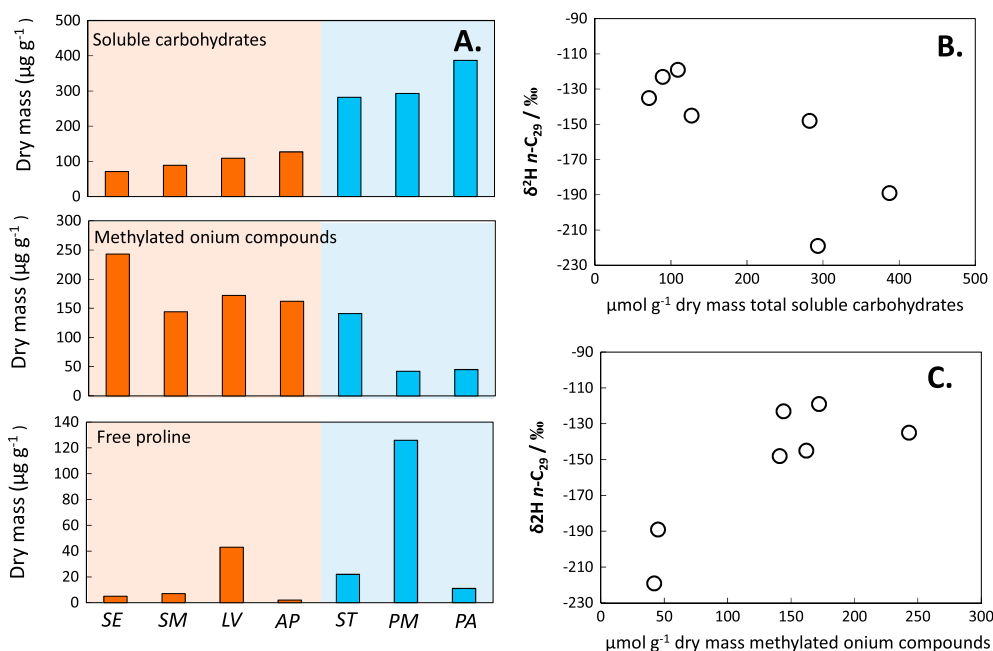 A.
Soluble carbohydrates
Dry mass (µg g⁻¹ )
500
400
300
200
100
0
Methylated onium compounds
Dry mass (µg g⁻¹ )
300
250
200
150
100
50
0
Free proline
Dry mass (µg g⁻¹ )
140
120
100
80
60
40
20
0
SE SM LV AP ST PM PA
B.
δ²H n-C₂₉ / ‰
-90
-110
-130
-150
-170
-190
-210
-230
0 100 200 300 400 500
µmol g⁻¹ dry mass total soluble carbohydrates
C.
δ2H n-C₂₉ / ‰
-90
-110
-130
-150
-170
-190
-210
-230
0 50 100 150 200 250 300
µmol g⁻¹ dry mass methylated onium compounds